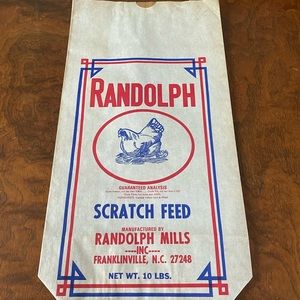 RANDOLPH
GUARANTEED ANALYSIS
SCRATCH FEED
MANUFACTURED BY
RANDOLPH MILLS
----INC----
FRANKLINVILLE, N.C. 27248
NET WT. 10 LBS.